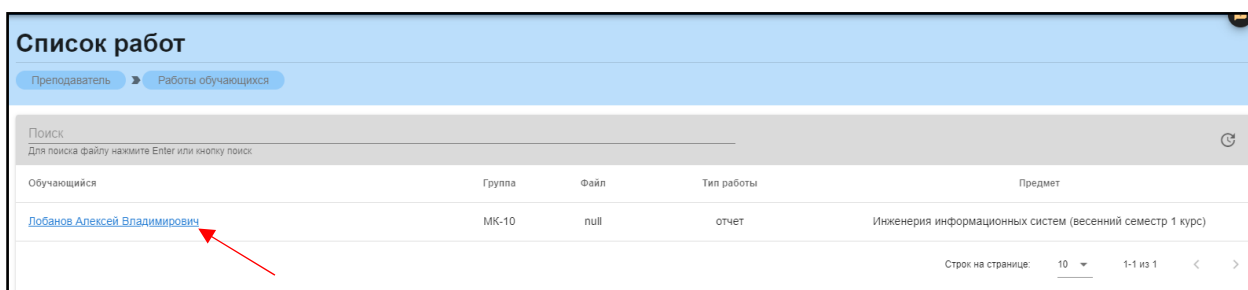 Список работ
Преподаватель Работы обучающихся
Поиск
Для поиска файлу нажмите Enter или кнопку поиск
Обучающийся Группа Файл Тип работы Предмет
Лобанов Алексей Владимирович МК-10 null отчет Инженерия информационных систем (весенний семестр 1 курс)
Строк на странице: 10 1-1 из 1